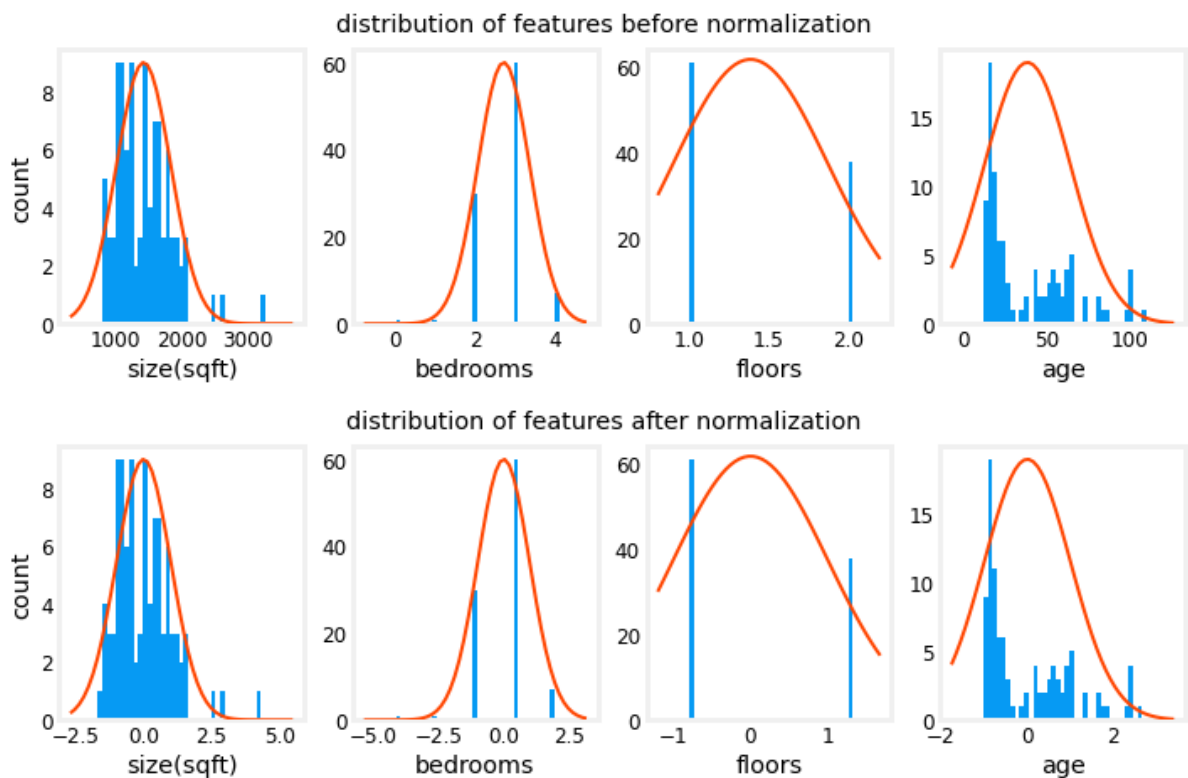 distribution of features before normalization
8
6
4
2
0
count
1000 2000 3000
size(sqft)
60
40
20
0
0 2 4
bedrooms
60
40
20
0
1.0 1.5 2.0
floors
15
10
5
0
0 50 100
age
distribution of features after normalization
8
6
4
2
0
count
−2.5 0.0 2.5 5.0
size(sqft)
60
40
20
0
−5.0 −2.5 0.0 2.5
bedrooms
60
40
20
0
−1 0 1
floors
15
10
5
0
−2 0 2
age